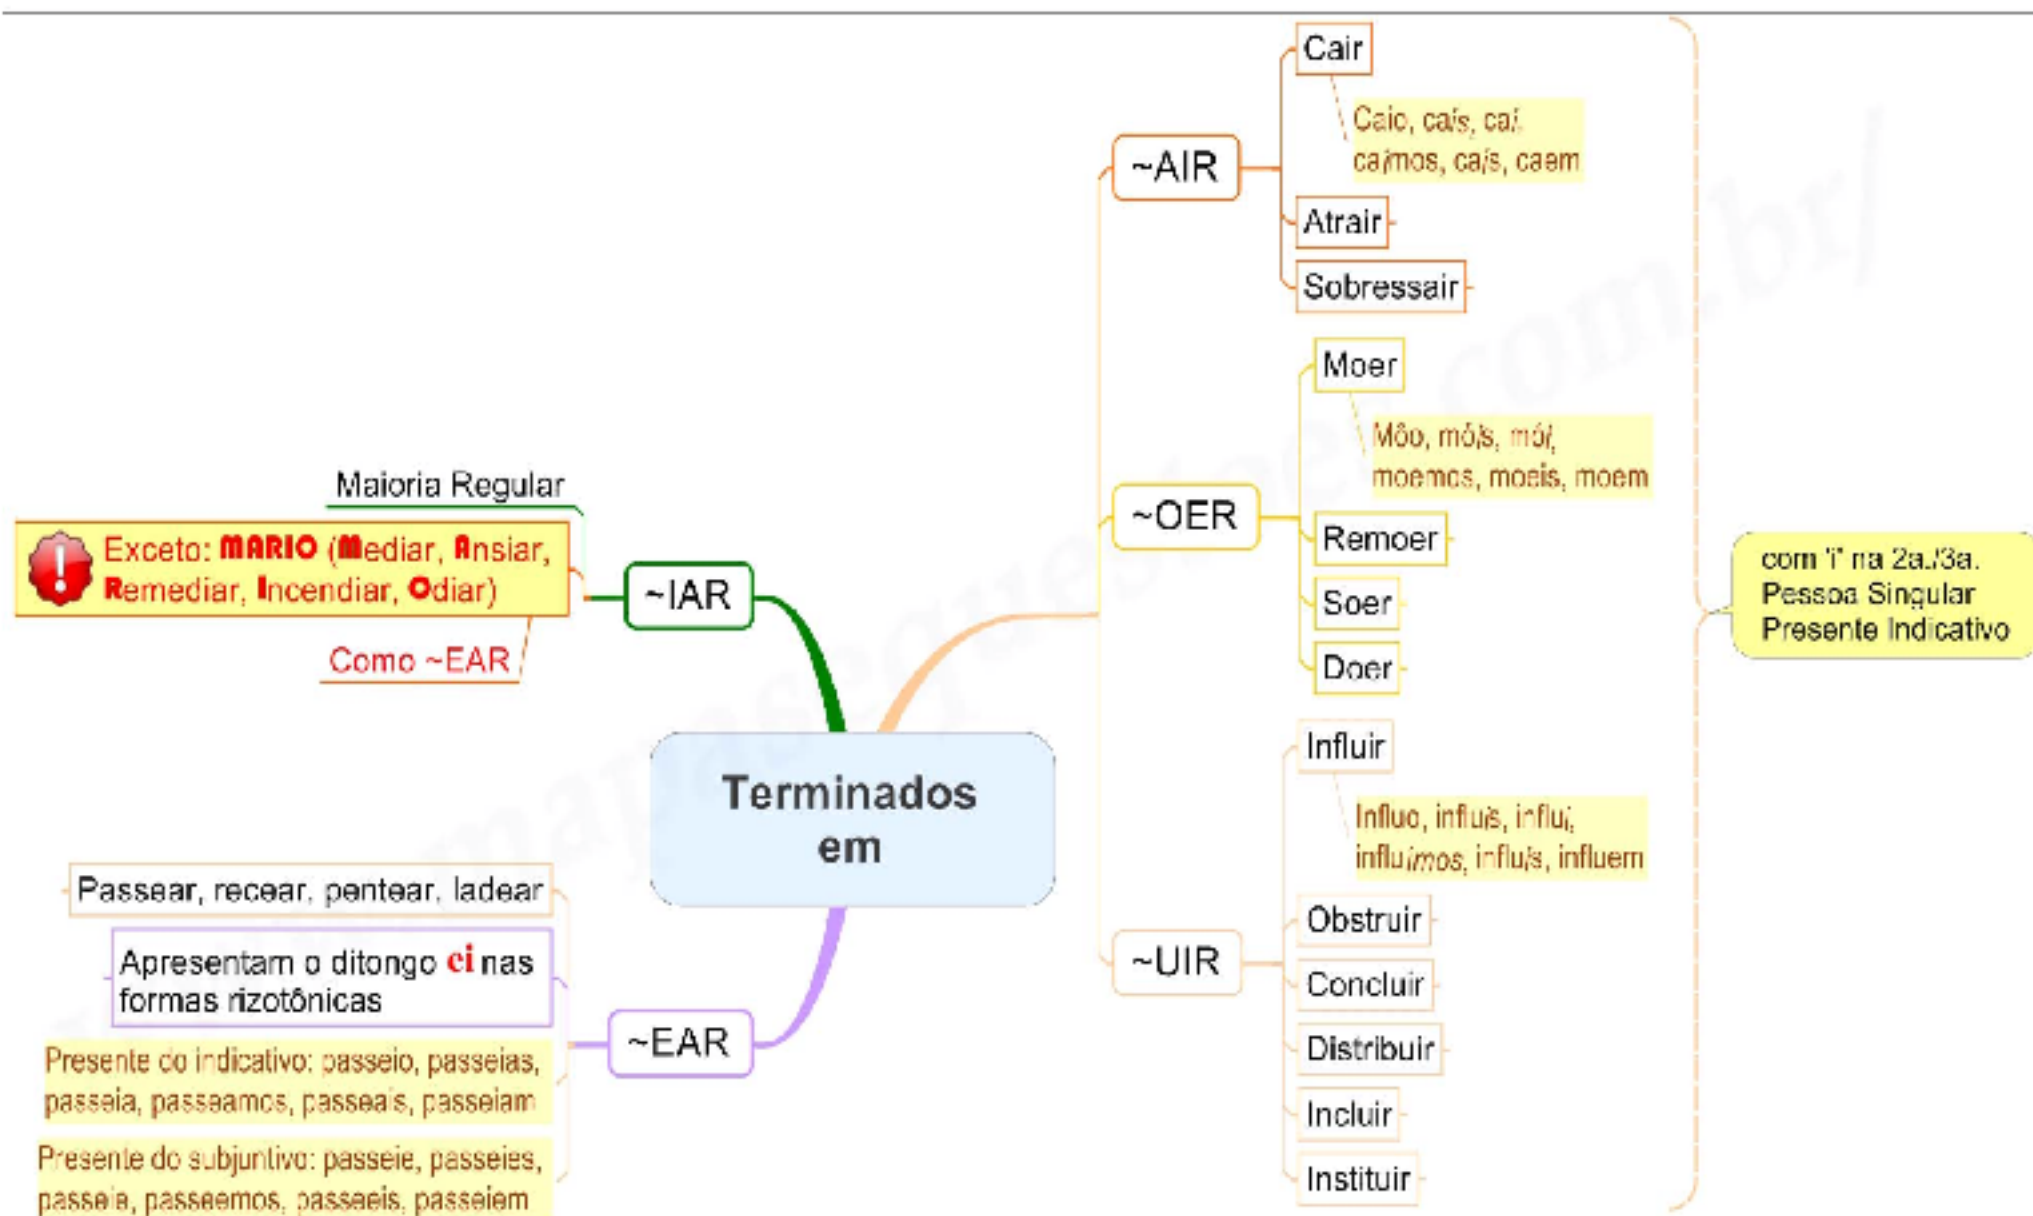 Terminados
em
~IAR
Maioria Regular
Exceto: MARIO (Mediar, Ansiar,
Remediar, Incendiar, Odiar)
Como ~EAR
~EAR
Passear, recear, pentear, ladear
Apresentam o ditongo ei nas
formas rizotônicas
Presente do indicativo: passeio, passeias,
passeia, passeamos, passeais, passeiam
Presente do subjuntivo: passeie, passeies,
passeie, passeemos, passeeis, passeiem
~AIR
Cair
Caio, cais, cai,
caímos, caís, caem
Atrair
Sobressair
~OER
Moer
Môo, móis, mói,
moemos, moeis, moem
Remoer
Soer
Doer
~UIR
Influir
Influo, influis, influi,
influímos, influís, influem
Obstruir
Concluir
Distribuir
Incluir
Instituir
com 'i' na 2a./3a.
Pessoa Singular
Presente Indicativo